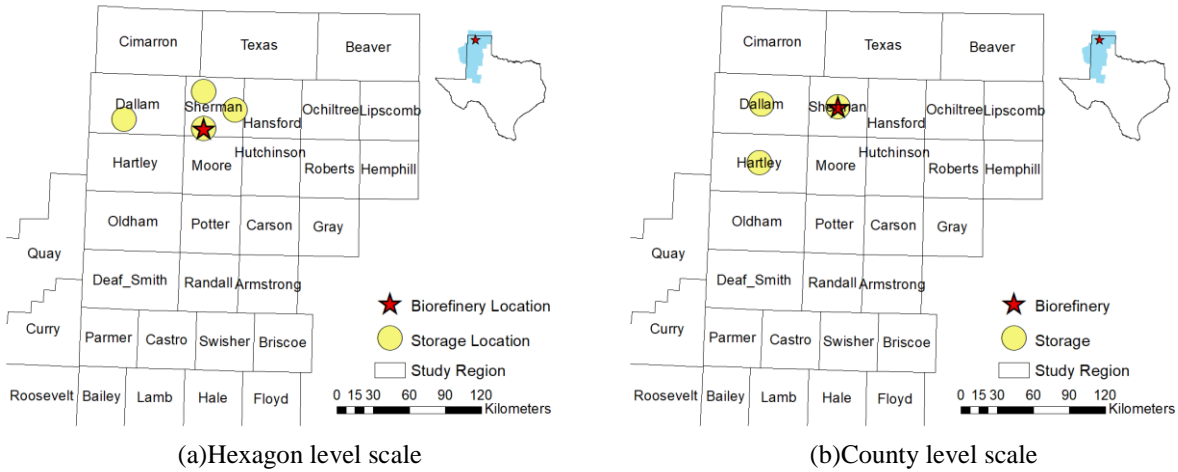 Cimarron
Texas
Beaver
Dallam
Sherman
Hansford
Ochiltree
Lipscomb
Hartley
Moore
Hutchinson
Roberts
Hemphill
Oldham
Potter
Carson
Gray
Quay
Deaf_Smith
Randall
Armstrong
Curry
Parmer
Castro
Swisher
Briscoe
Roosevelt
Bailey
Lamb
Hale
Floyd
Biorefinery Location
Storage Location
Study Region
0 15 30 60 90 120
Kilometers
(a)Hexagon level scale
Cimarron
Texas
Beaver
Dallam
Sherman
Hansford
Ochiltree
Lipscomb
Hartley
Moore
Hutchinson
Roberts
Hemphill
Oldham
Potter
Carson
Gray
Quay
Deaf_Smith
Randall
Armstrong
Curry
Parmer
Castro
Swisher
Briscoe
Roosevelt
Bailey
Lamb
Hale
Floyd
Biorefinery
Storage
Study Region
0 15 30 60 90 120
Kilometers
(b)County level scale